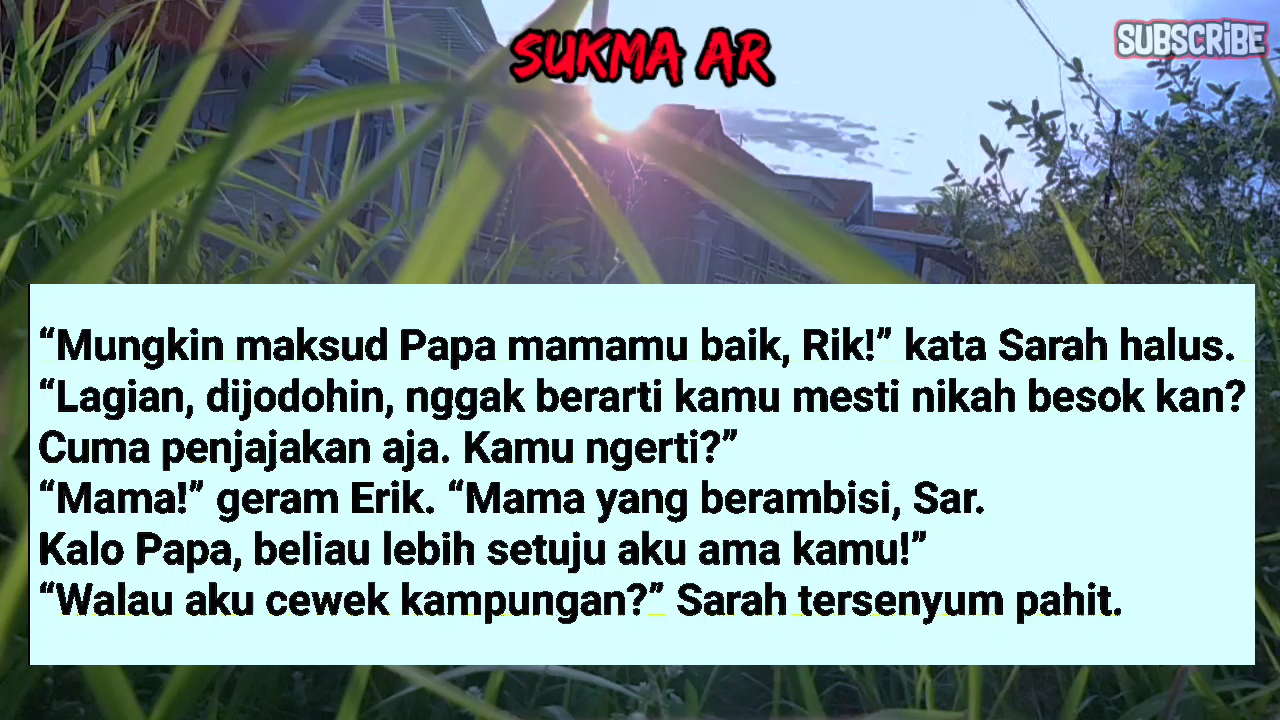 SUKMA AR
SUBSCRiBE
“Mungkin maksud Papa mamamu baik, Rik!” kata Sarah halus.
“Lagian, dijodohin, nggak berarti kamu mesti nikah besok kan?
Cuma penjajakan aja. Kamu ngerti?”
“Mama!” geram Erik. “Mama yang berambisi, Sar.
Kalo Papa, beliau lebih setuju aku ama kamu!”
“Walau aku cewek kampungan?” Sarah tersenyum pahit.